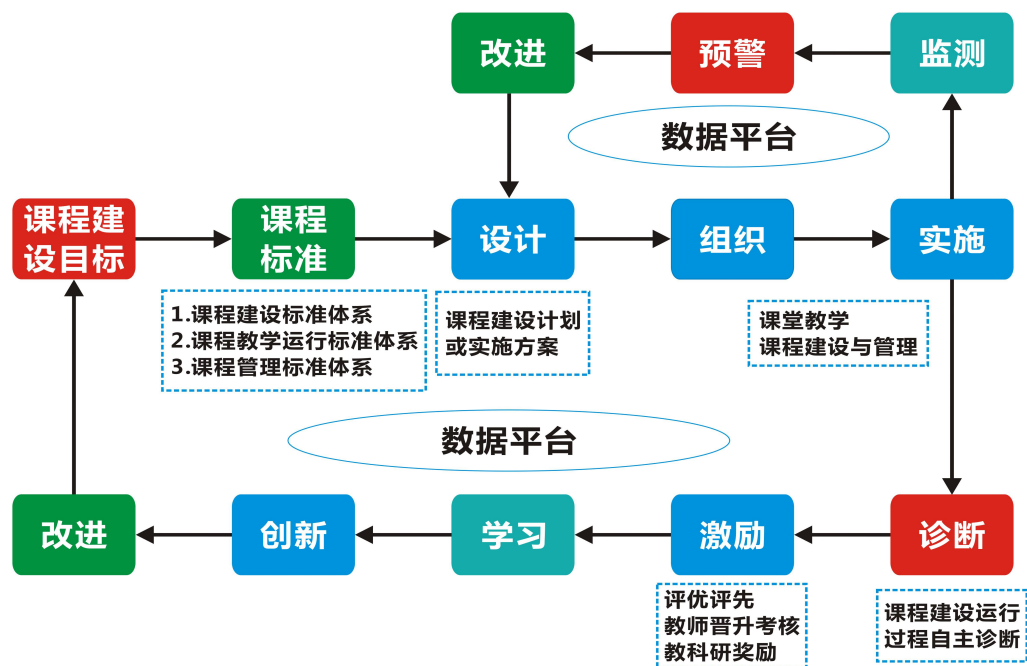 改进
预警
监测
数据平台
课程建
设目标
课程
标准
设计
组织
实施
1.课程建设标准体系
2.课程教学运行标准体系
3.课程管理标准体系
课程建设计划
或实施方案
课堂教学
课程建设与管理
数据平台
改进
创新
学习
激励
诊断
评优评先
教师晋升考核
教科研奖励
课程建设运行
过程自主诊断